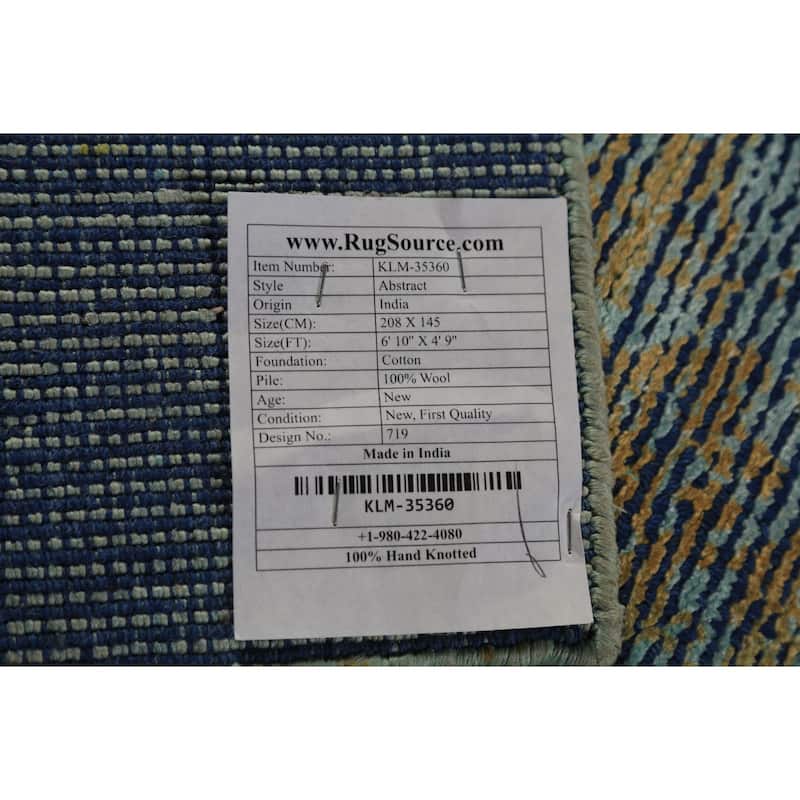 www.RugSource.com
Item Number: KLM-35360
Style Abstract
Origin India
Size(CM): 208 X 145
Size(FT): 6' 10" X 4' 9"
Foundation: Cotton
Pile: 100% Wool
Age: New
Condition: New, First Quality
Design No.: 719
Made in India
KLM-35360
+1-980-422-4080
100% Hand Knotted